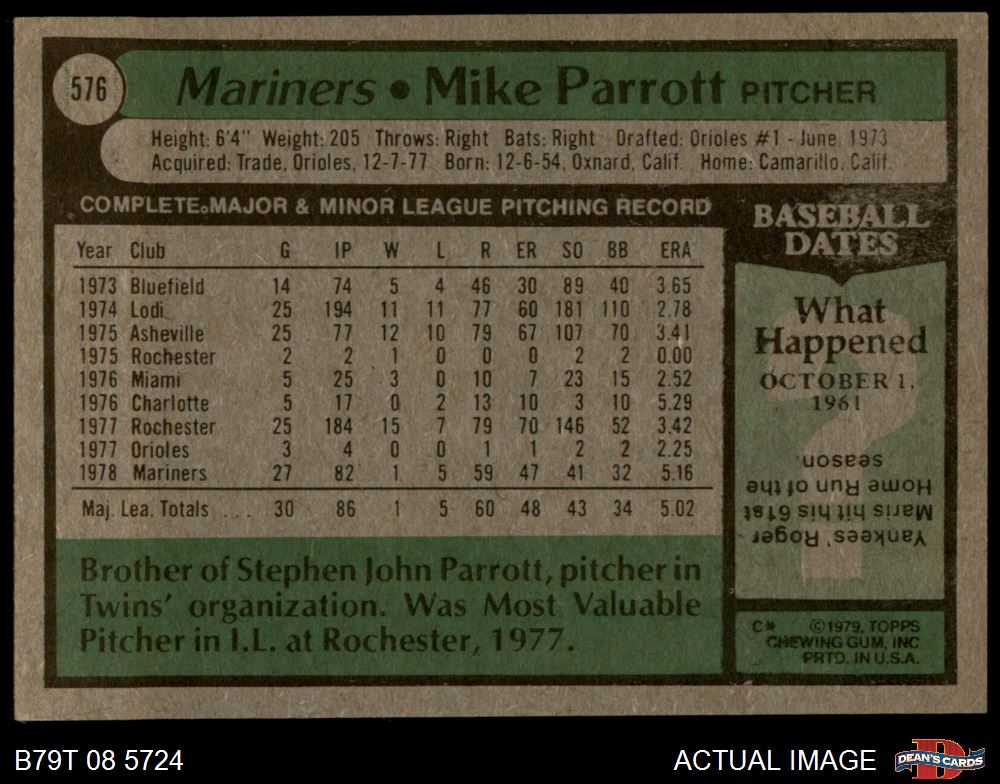 576
Mariners • Mike Parrott PITCHER
Height: 6'4" Weight: 205 Throws: Right Bats: Right Drafted: Orioles #1 - June, 1973
Acquired: Trade, Orioles, 12-7-77 Born: 12-6-54, Oxnard, Calif. Home: Camarillo, Calif.
COMPLETE MAJOR & MINOR LEAGUE PITCHING RECORD
Year Club G IP W L R ER SO BB ERA
1973 Bluefield 14 74 5 4 46 30 89 40 3.65
1974 Lodi 25 194 11 11 77 60 181 110 2.78
1975 Asheville 25 77 12 10 79 67 107 70 3.41
1975 Rochester 2 2 1 0 0 0 2 2 0.00
1976 Miami 5 25 3 0 10 7 23 15 2.52
1976 Charlotte 5 17 0 2 13 10 3 10 5.29
1977 Rochester 25 184 15 7 79 70 146 52 3.42
1977 Orioles 3 4 0 0 1 1 2 2 2.25
1978 Mariners 27 82 1 5 59 47 41 32 5.16
Maj. Lea. Totals ... 30 86 1 5 60 48 43 34 5.02
Brother of Stephen John Parrott, pitcher in
Twins' organization. Was Most Valuable
Pitcher in I.L. at Rochester, 1977.
BASEBALL
DATES
What
Happened
OCTOBER 1,
1961
?
Yankees' Roger
Maris hit his 61st
Home Run of the
season.
C* ©1979, TOPPS
CHEWING GUM, INC
PRTD. IN U.S.A.
B79T 08 5724
ACTUAL IMAGE
D
DEAN'S CARDS